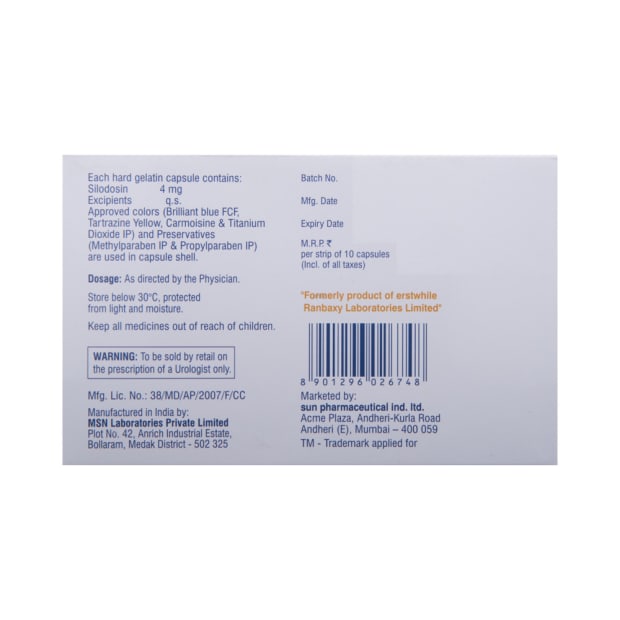 Each hard gelatin capsule contains:
Silodosin 4 mg
Excipients q.s.
Approved colors (Brilliant blue FCF,
Tartrazine Yellow, Carmoisine & Titanium
Dioxide IP) and Preservatives
(Methylparaben IP & Propylparaben IP)
are used in capsule shell.
Dosage: As directed by the Physician.
Store below 30°C, protected
from light and moisture.
Keep all medicines out of reach of children.
WARNING: To be sold by retail on
the prescription of a Urologist only.
Mfg. Lic. No.: 38/MD/AP/2007/F/CC
Manufactured in India by:
MSN Laboratories Private Limited
Plot No. 42, Anrich Industrial Estate,
Bollaram, Medak District - 502 325
Batch No.
Mfg. Date
Expiry Date
M.R.P. ₹
per strip of 10 capsules
(Incl. of all taxes)
"Formerly product of erstwhile
Ranbaxy Laboratories Limited"
8 901296 026748
Marketed by:
sun pharmaceutical ind. ltd.
Acme Plaza, Andheri-Kurla Road
Andheri (E), Mumbai – 400 059
TM - Trademark applied for